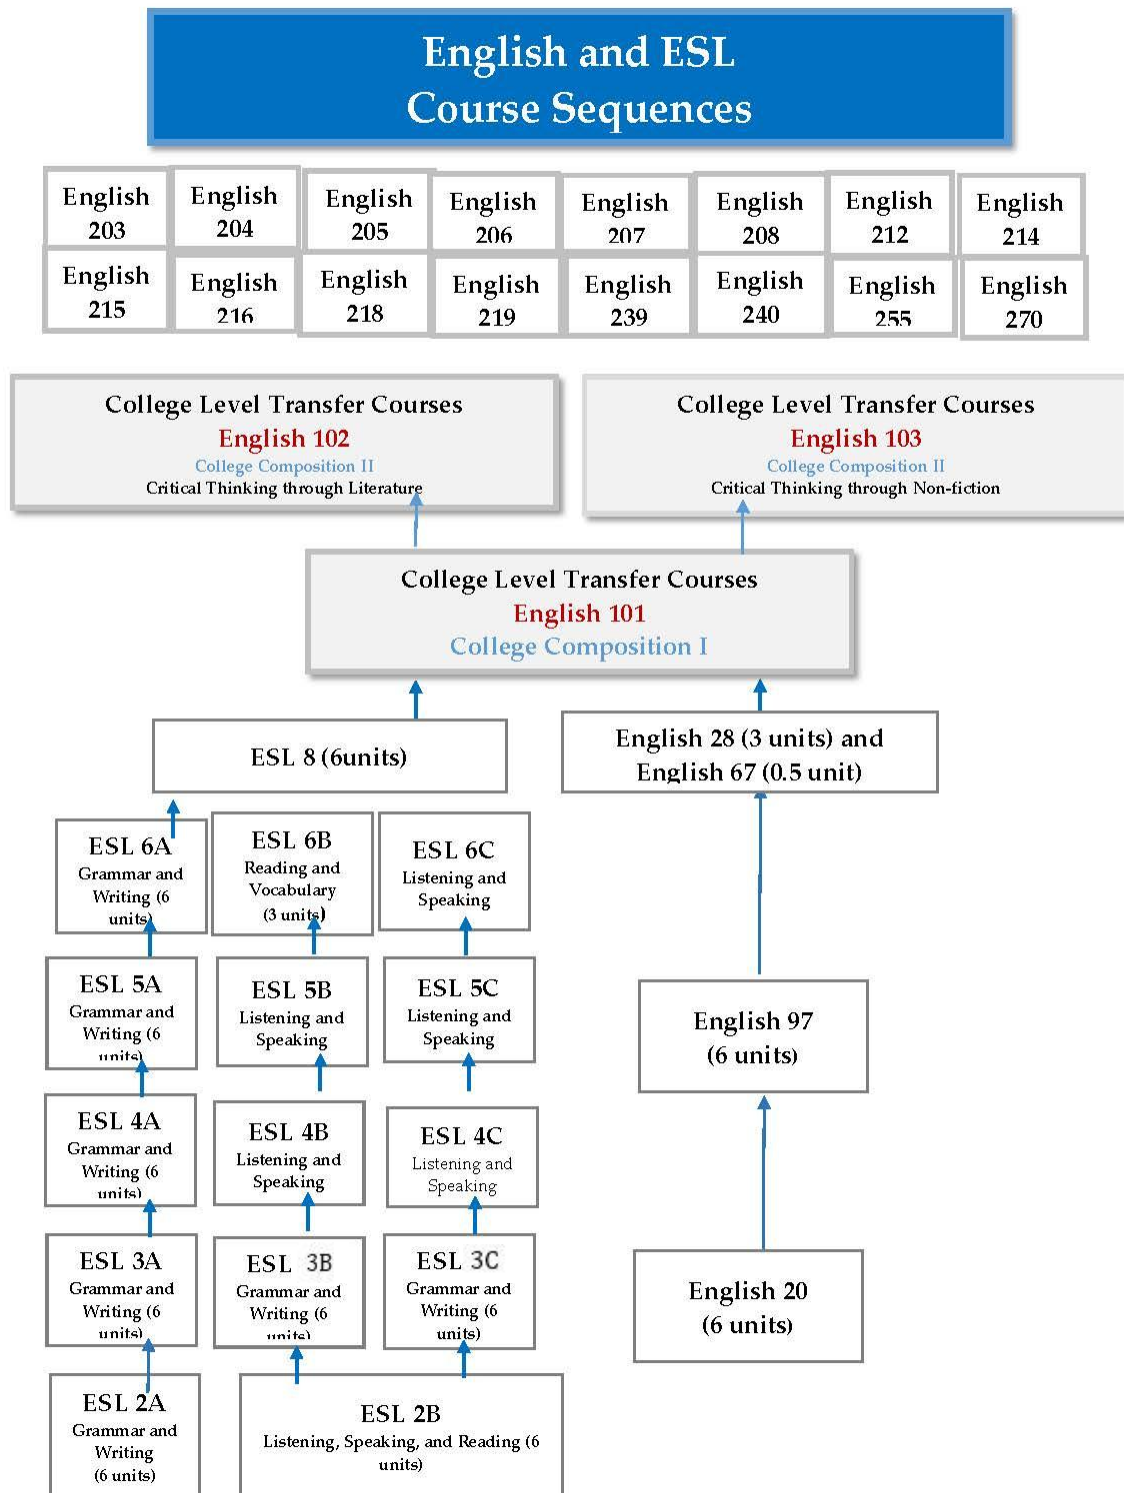 English and ESL
Course Sequences
English
203
English
204
English
205
English
206
English
207
English
208
English
212
English
214
English
215
English
216
English
218
English
219
English
239
English
240
English
255
English
270
College Level Transfer Courses
English 102
College Composition II
Critical Thinking through Literature
College Level Transfer Courses
English 103
College Composition II
Critical Thinking through Non-fiction
College Level Transfer Courses
English 101
College Composition I
ESL 8 (6units)
English 28 (3 units) and
English 67 (0.5 unit)
ESL 6A
Grammar and
Writing (6
units)
ESL 6B
Reading and
Vocabulary
(3 units)
ESL 6C
Listening and
Speaking
ESL 5A
Grammar and
Writing (6
units)
ESL 5B
Listening and
Speaking
ESL 5C
Listening and
Speaking
English 97
(6 units)
ESL 4A
Grammar and
Writing (6
units)
ESL 4B
Listening and
Speaking
ESL 4C
Listening and
Speaking
ESL 3A
Grammar and
Writing (6
units)
ESL 3B
Grammar and
Writing (6
units)
ESL 3C
Grammar and
Writing (6
units)
English 20
(6 units)
ESL 2A
Grammar and
Writing
(6 units)
ESL 2B
Listening, Speaking, and Reading (6
units)